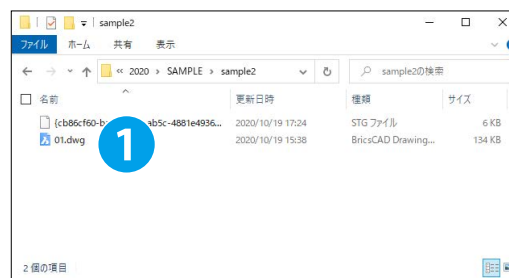 sample2
ファイル ホーム 共有 表示
« 2020 > SAMPLE > sample2 sample2の検索
名前 更新日時 種類 サイズ
{cb86cf60-b ab5c-4881e4936... 2020/10/19 17:24 STG ファイル 6 KB
01.dwg 2020/10/19 15:38 BricsCAD Drawing... 134 KB
1
2 個の項目